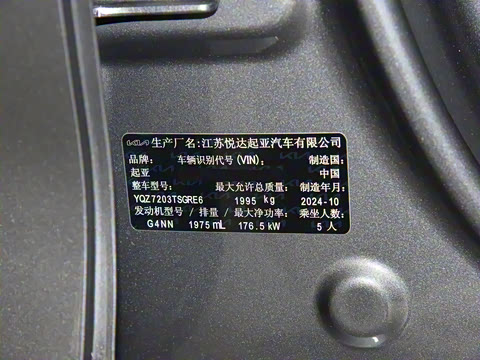 KIA 生产厂名:江苏悦达起亚汽车有限公司
品牌: 车辆识别代号(VIN): 制造国:
起亚 中国
整车型号: 最大允许总质量: 制造年月:
YQZ7203TSGRE6 1995 kg 2024-10
发动机型号/排量/最大净功率: 乘坐人数:
G4NN 1975 mL 176.5 kW 5 人